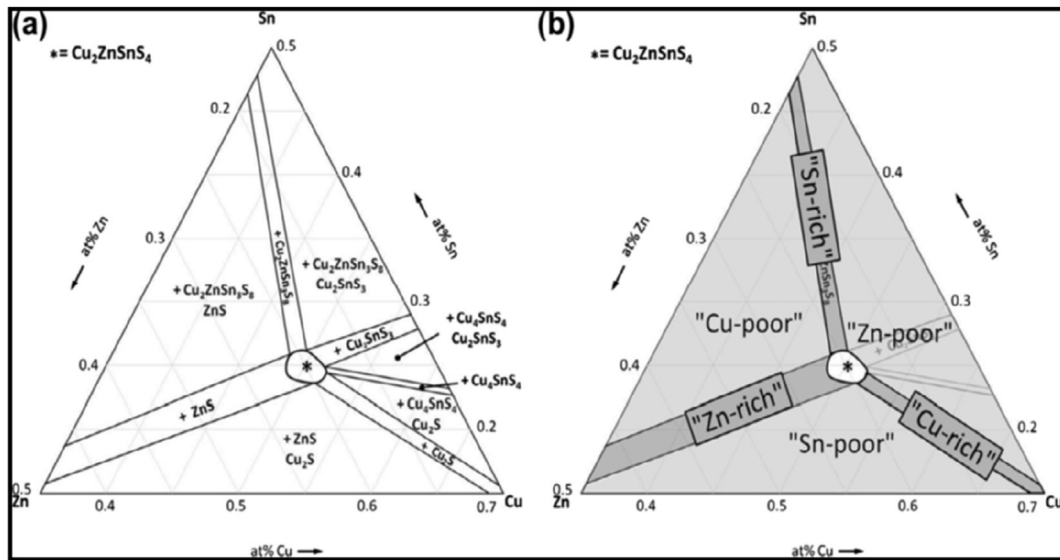 (a)
Sn
*= Cu₂ZnSnS₄
0.5
0.2
0.4
at% Zn
at% Sn
0.3
+ Cu₂ZnSn₃S₈
+ Cu₂ZnSn₃S₈
Cu₂SnS₃
+ Cu₂ZnSn₃S₈
ZnS
0.3
+ Cu₄SnS₄
Cu₂SnS₃
+ Cu₂SnS₃
0.4
*
+ Cu₄SnS₄
+ ZnS
+ Cu₄SnS₄
Cu₂S
0.2
+ ZnS
Cu₂S
+ Cu₂S
0.5
Zn
0.4
0.5
0.6
0.7
Cu
at% Cu
(b)
Sn
*= Cu₂ZnSnS₄
0.5
0.2
0.4
"Sn-rich"
at% Zn
at% Sn
0.3
0.3
"Cu-poor"
"Zn-poor"
0.4
*
"Zn-rich"
"Cu-rich"
0.2
"Sn-poor"
0.5
Zn
0.4
0.5
0.6
0.7
Cu
at% Cu